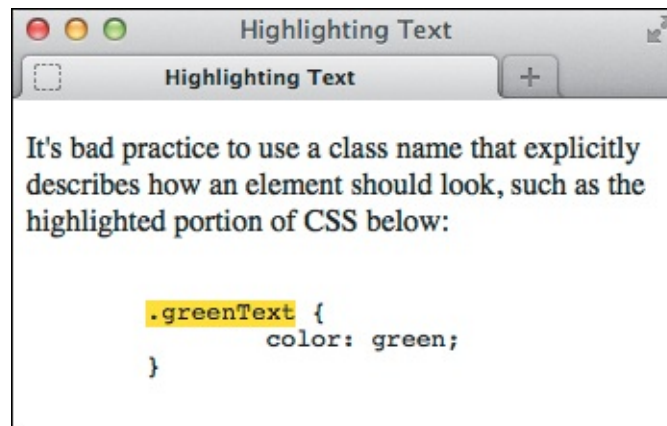 Highlighting Text
Highlighting Text
It's bad practice to use a class name that explicitly
describes how an element should look, such as the
highlighted portion of CSS below:
.greenText {
color: green;
}